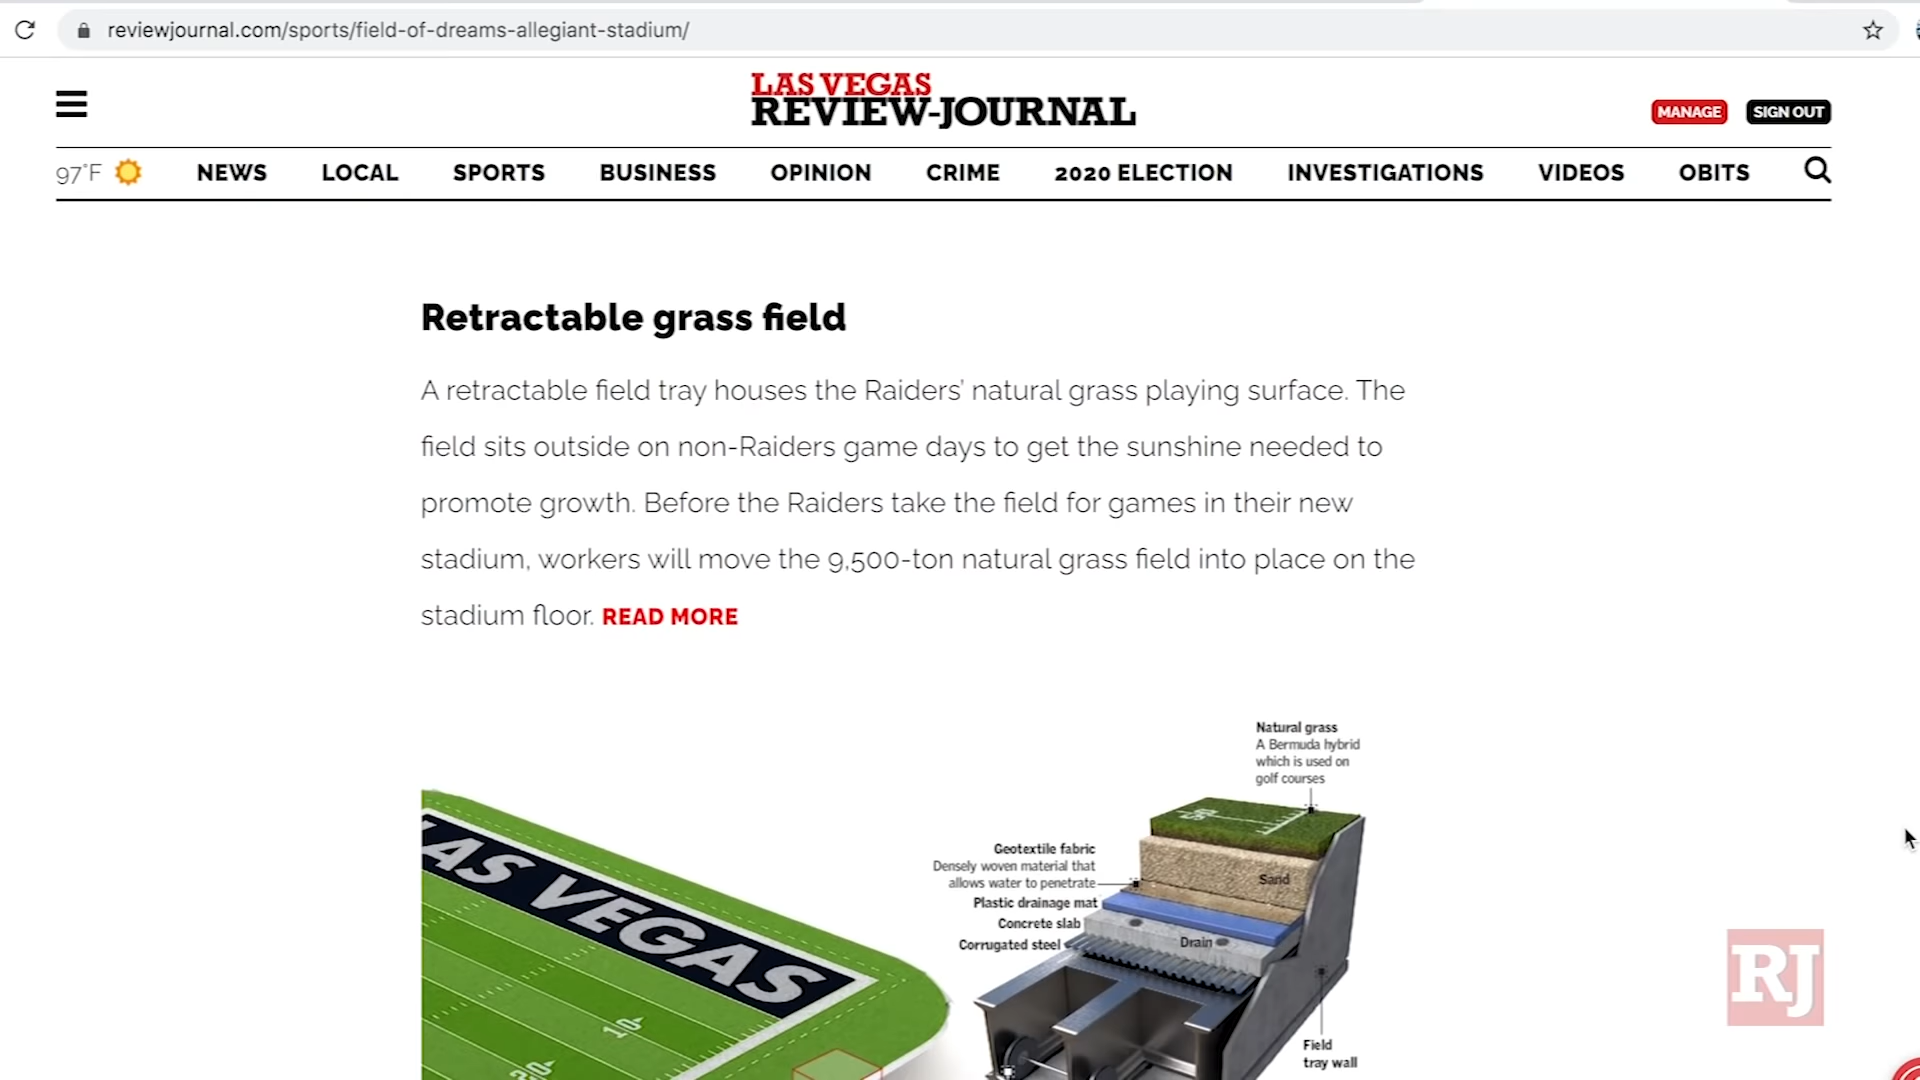 reviewjournal.com/sports/field-of-dreams-allegiant-stadium/
LAS VEGAS
REVIEW-JOURNAL
MANAGE
SIGN OUT
97°F
NEWS
LOCAL
SPORTS
BUSINESS
OPINION
CRIME
2020 ELECTION
INVESTIGATIONS
VIDEOS
OBITS
Retractable grass field
A retractable field tray houses the Raiders’ natural grass playing surface. The
field sits outside on non-Raiders game days to get the sunshine needed to
promote growth. Before the Raiders take the field for games in their new
stadium, workers will move the 9,500-ton natural grass field into place on the
stadium floor. READ MORE
Natural grass
A Bermuda hybrid
which is used on
golf courses
50
Geotextile fabric
Densely woven material that
allows water to penetrate
Sand
Plastic drainage mat
Concrete slab
Drain
Corrugated steel
LAS VEGAS
10
20
Field
tray wall
RJ